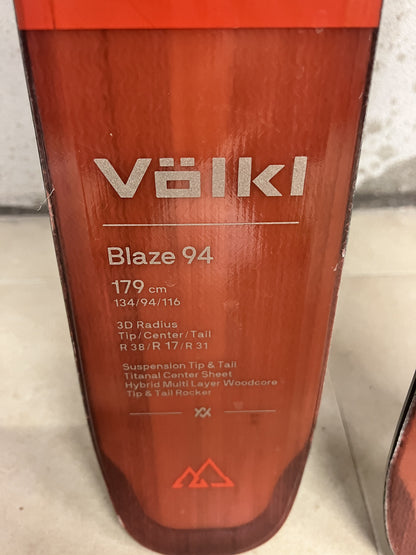 Völkl
Blaze 94
179 cm
134/94/116
3D Radius
Tip/Center/Tail
R 38/R 17/R 31
Suspension Tip & Tail
Titanal Center Sheet
Hybrid Multi Layer Woodcore
Tip & Tail Rocker